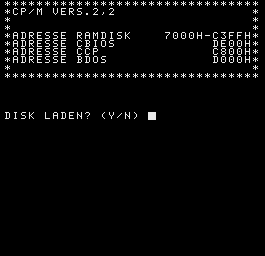 *******************************
*CP/M VERS.2,2                *
*                             *
*                             *
*ADRESSE RAMDISK  7000H-C3FFH*
*ADRESSE CBIOS          DE00H*
*ADRESSE CCP            C800H*
*ADRESSE BDOS           D000H*
*                             *
*******************************
DISK LADEN? (Y/N)